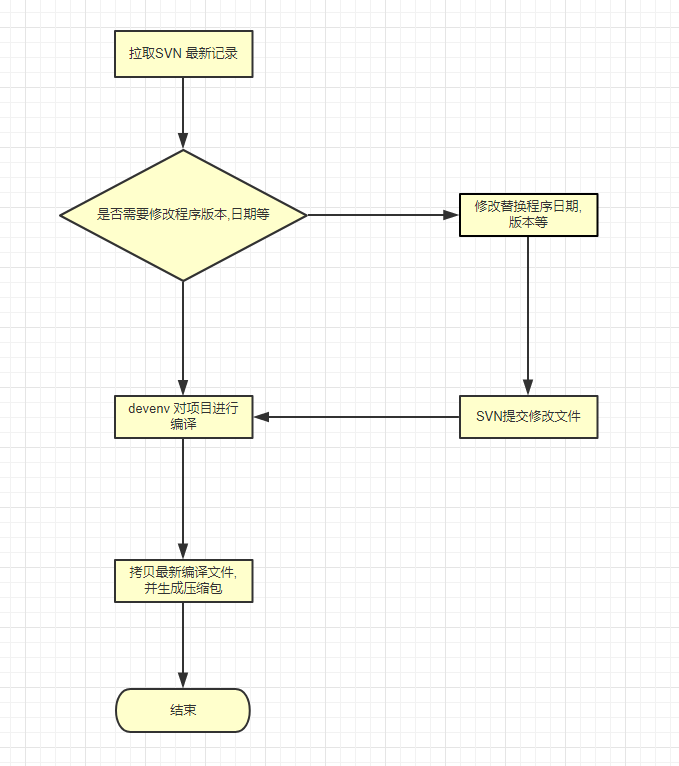 拉取SVN 最新记录
是否需要修改程序版本,日期等
修改替换程序日期,
版本等
devenv 对项目进行
编译
SVN提交修改文件
拷贝最新编译文件,
并生成压缩包
结束